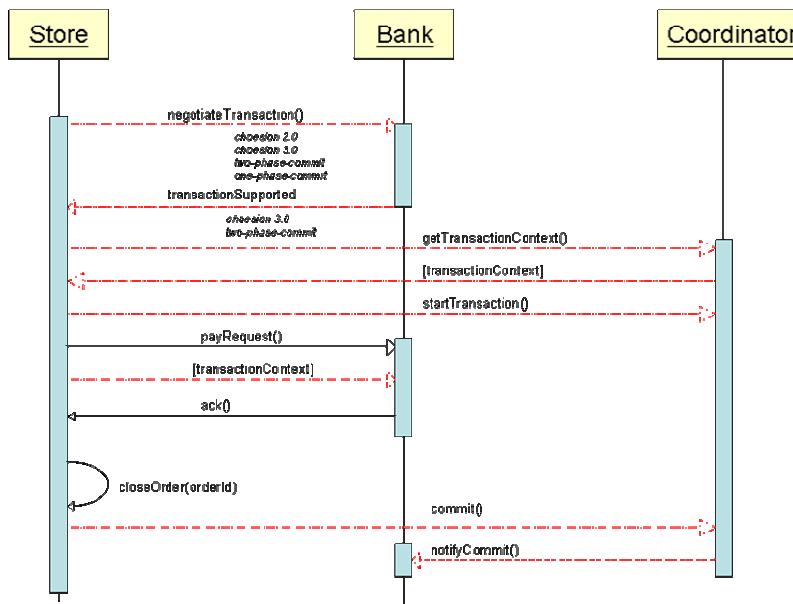 Store
Bank
Coordinator
negotiateTransaction()
choesion 2.0
choesion 3.0
two-phase-commit
one-phase-commit
transactionSupported
choesion 3.0
two-phase-commit
getTransactionContext()
[transactionContext]
startTransaction()
payRequest()
[transactionContext]
ack()
closeOrder(orderId)
commit()
notifyCommit()